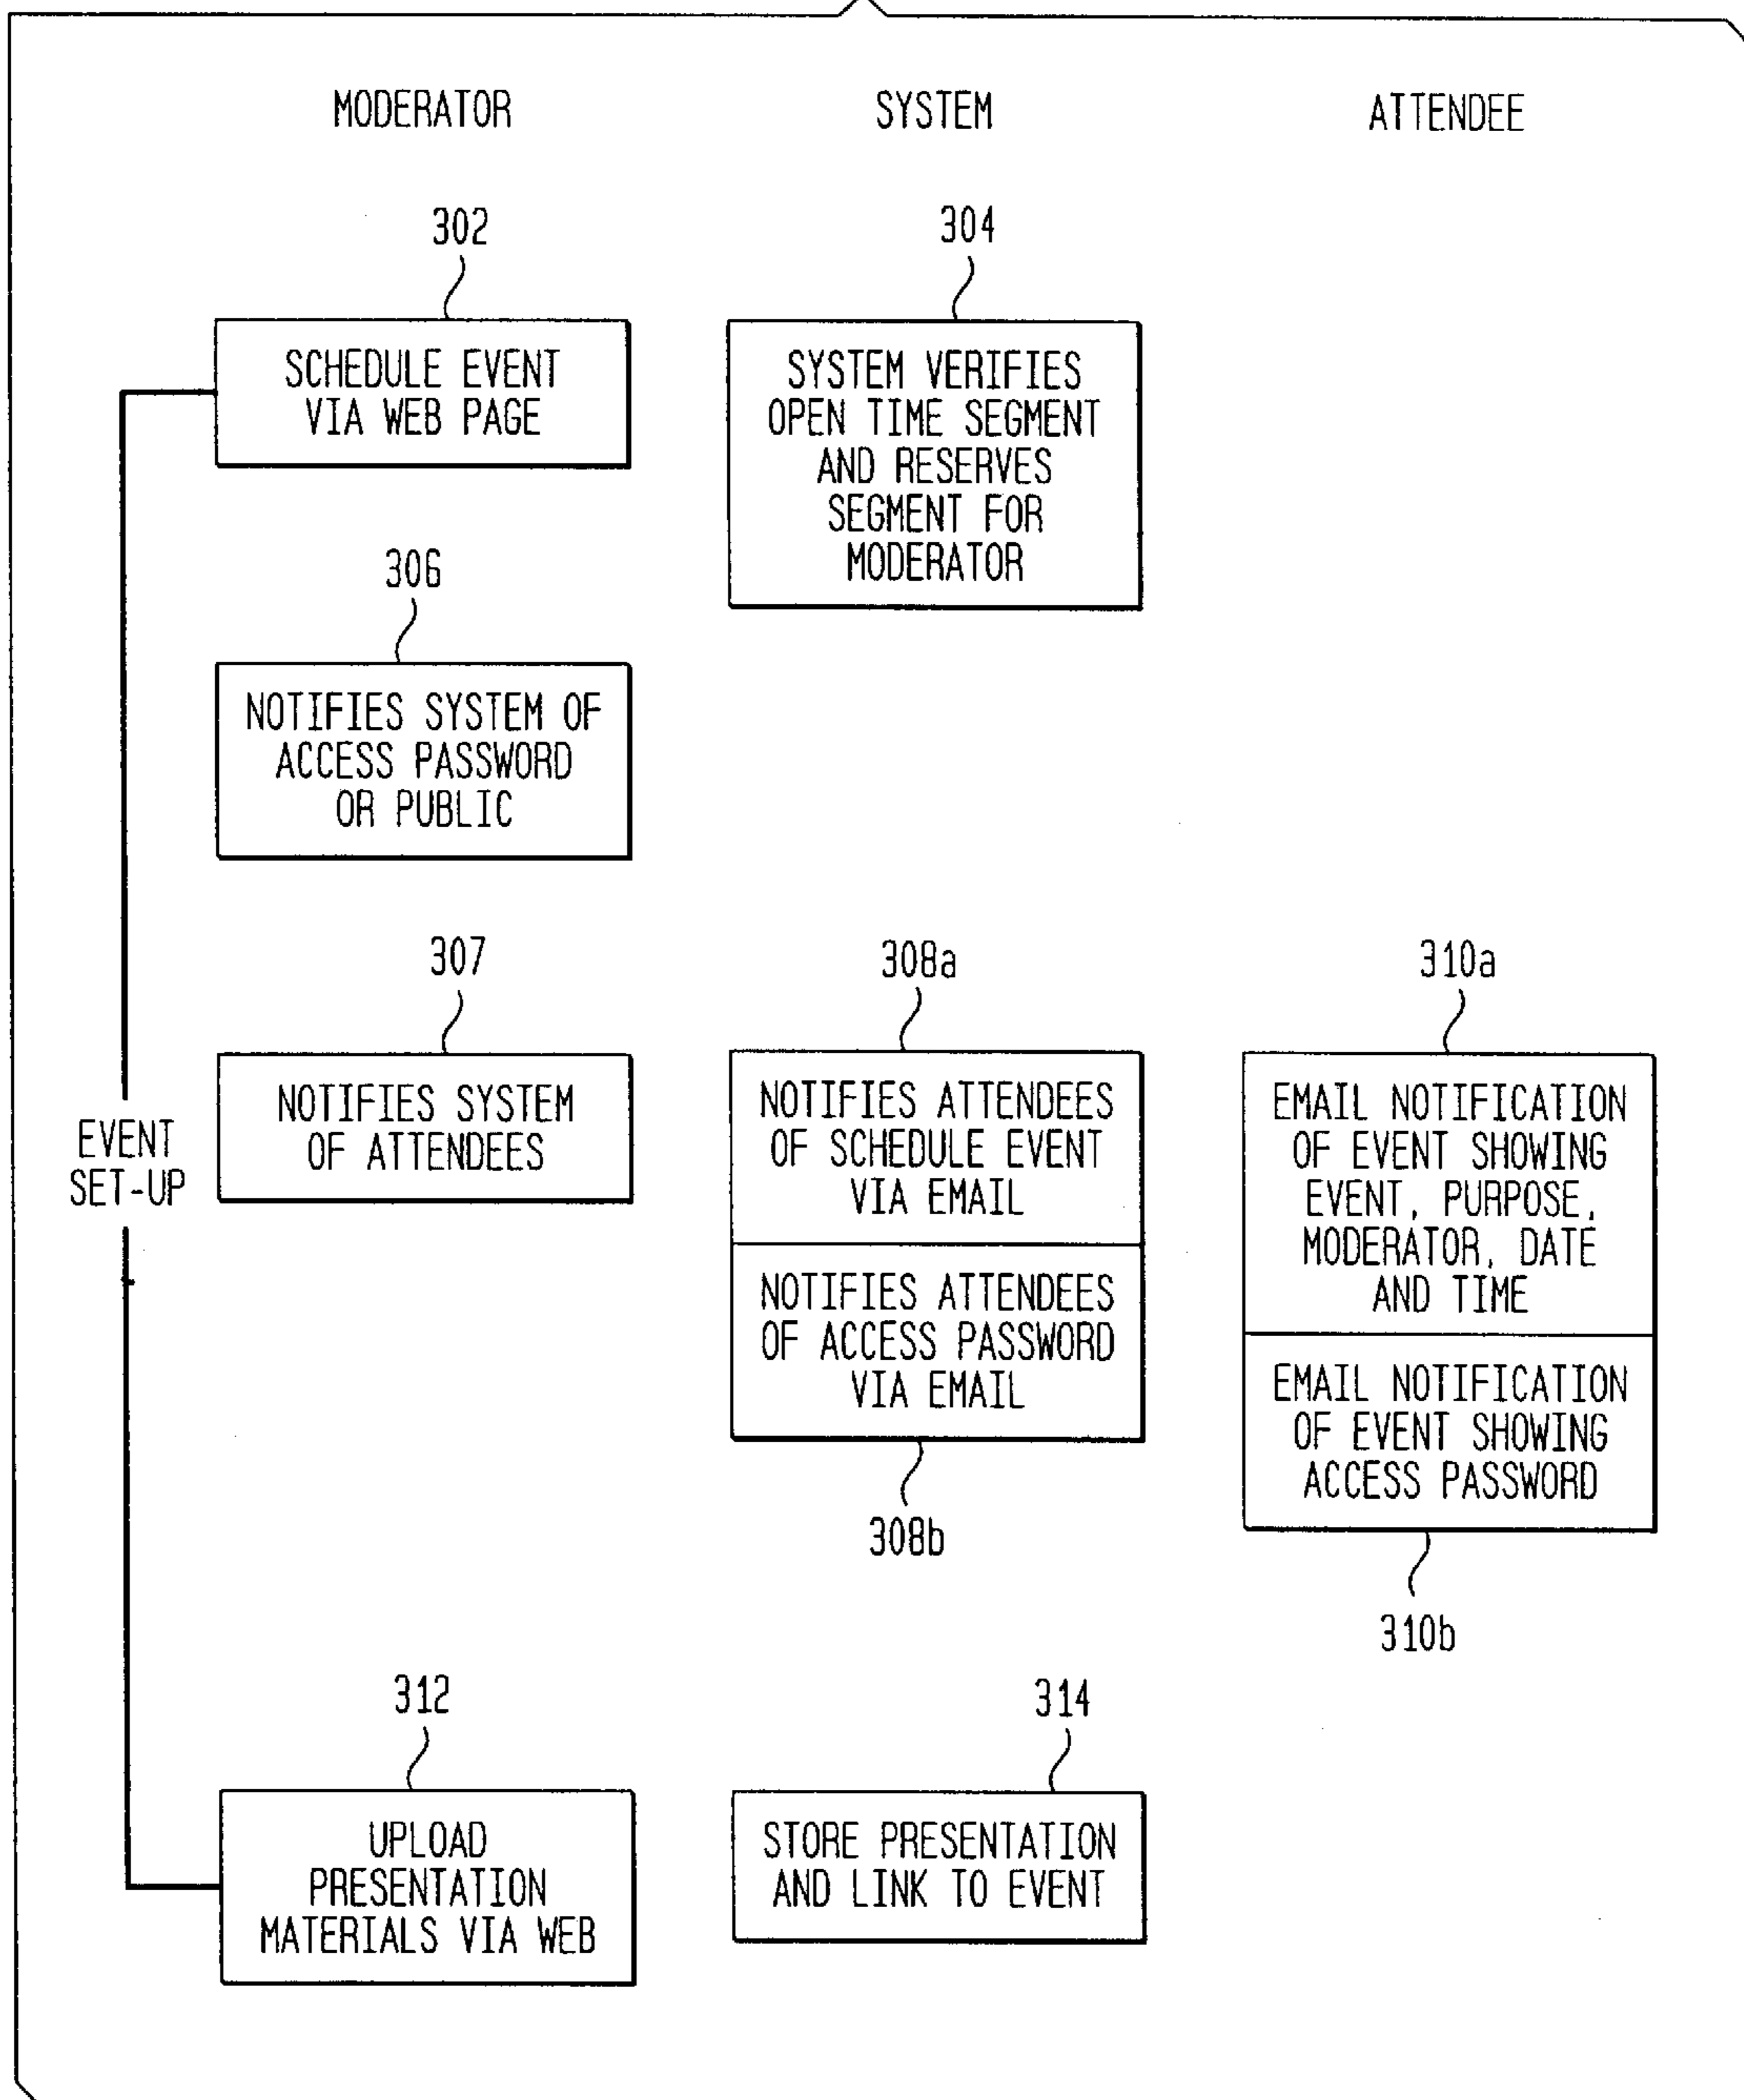 MODERATOR
SYSTEM
ATTENDEE
302
SCHEDULE EVENT
VIA WEB PAGE
304
SYSTEM VERIFIES
OPEN TIME SEGMENT
AND RESERVES
SEGMENT FOR
MODERATOR
306
NOTIFIES SYSTEM OF
ACCESS PASSWORD
OR PUBLIC
EVENT
SET-UP
307
NOTIFIES SYSTEM
OF ATTENDEES
308a
NOTIFIES ATTENDEES
OF SCHEDULE EVENT
VIA EMAIL
NOTIFIES ATTENDEES
OF ACCESS PASSWORD
VIA EMAIL
308b
310a
EMAIL NOTIFICATION
OF EVENT SHOWING
EVENT, PURPOSE,
MODERATOR, DATE
AND TIME
EMAIL NOTIFICATION
OF EVENT SHOWING
ACCESS PASSWORD
310b
312
UPLOAD
PRESENTATION
MATERIALS VIA WEB
314
STORE PRESENTATION
AND LINK TO EVENT